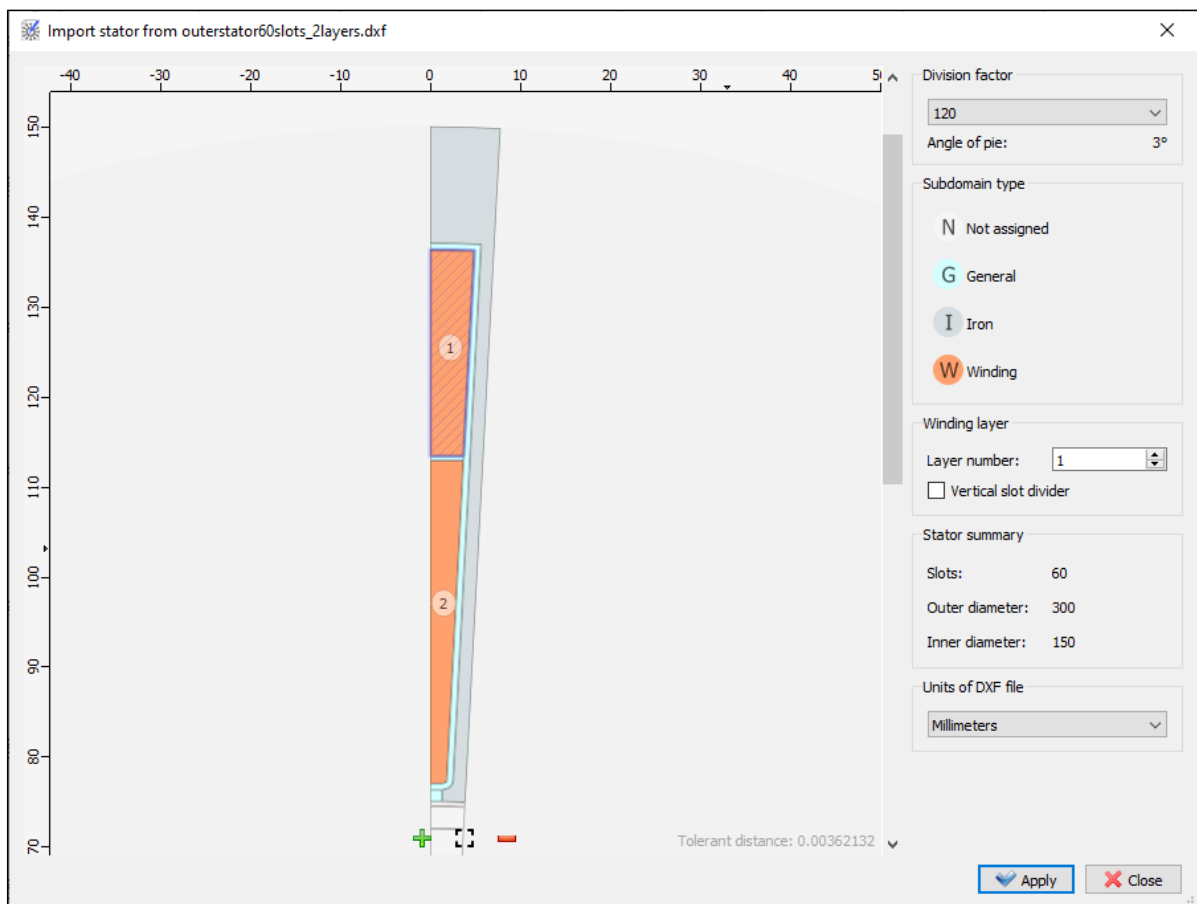 Import stator from outerstator60slots_2layers.dxf
-40 -30 -20 -10 0 10 20 30 40 50
150
140
130
120
110
100
90
80
70
1
2
Tolerant distance: 0.00362132
Division factor
120
Angle of pie: 3°
Subdomain type
N Not assigned
G General
I Iron
W Winding
Winding layer
Layer number: 1
Vertical slot divider
Stator summary
Slots: 60
Outer diameter: 300
Inner diameter: 150
Units of DXF file
Millimeters
Apply Close